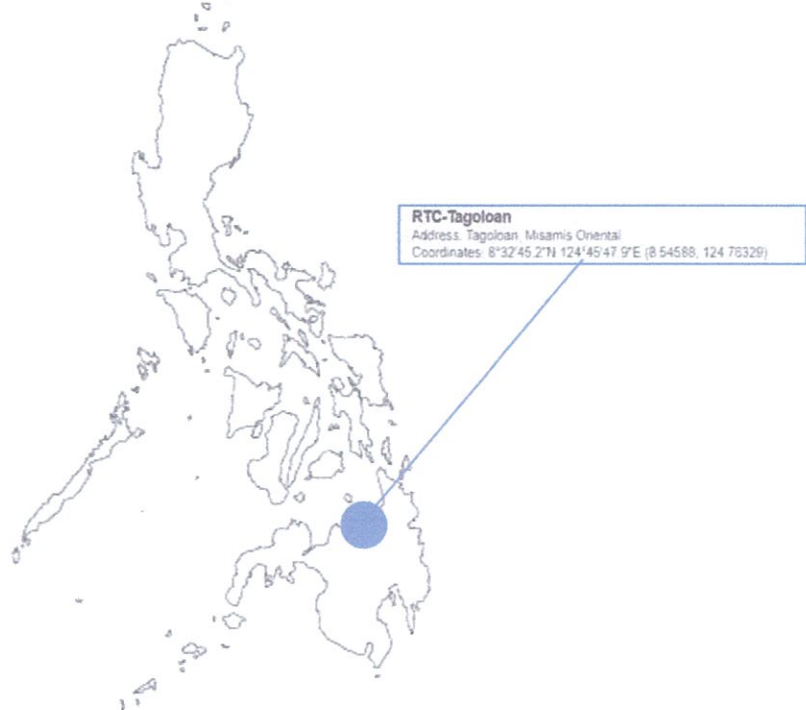 RTC-Tagoloan
Address: Tagoloan, Misamis Oriental
Coordinates: 8°32'45.2"N 124°45'47.9"E (8.54588, 124.76329)